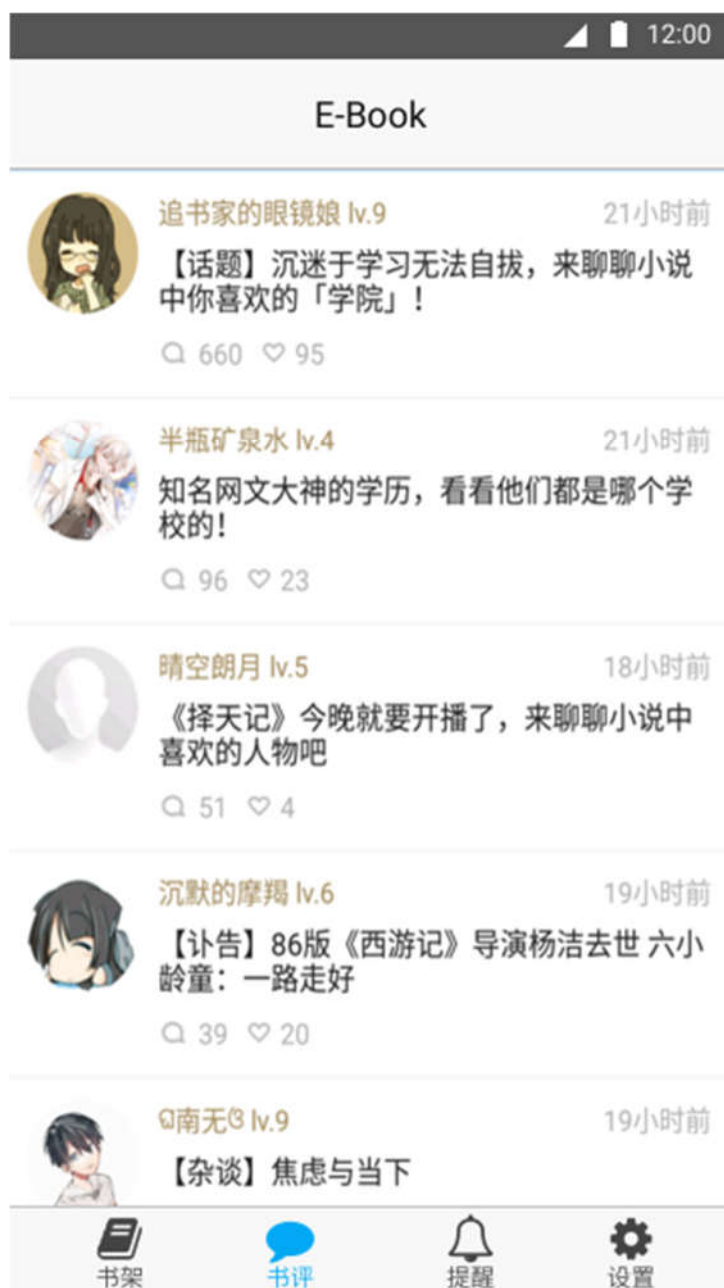 12:00
E-Book
追书家的眼镜娘 lv.9
21小时前
【话题】沉迷于学习无法自拔，来聊聊小说
中你喜欢的「学院」！
660 95
半瓶矿泉水 lv.4
21小时前
知名网文大神的学历，看看他们都是哪个学
校的！
96 23
晴空朗月 lv.5
18小时前
《择天记》今晚就要开播了，来聊聊小说中
喜欢的人物吧
51 4
沉默的摩羯 lv.6
19小时前
【讣告】86版《西游记》导演杨洁去世 六小
龄童：一路走好
39 20
南无 lv.9
19小时前
【杂谈】焦虑与当下
书架
书评
提醒
设置